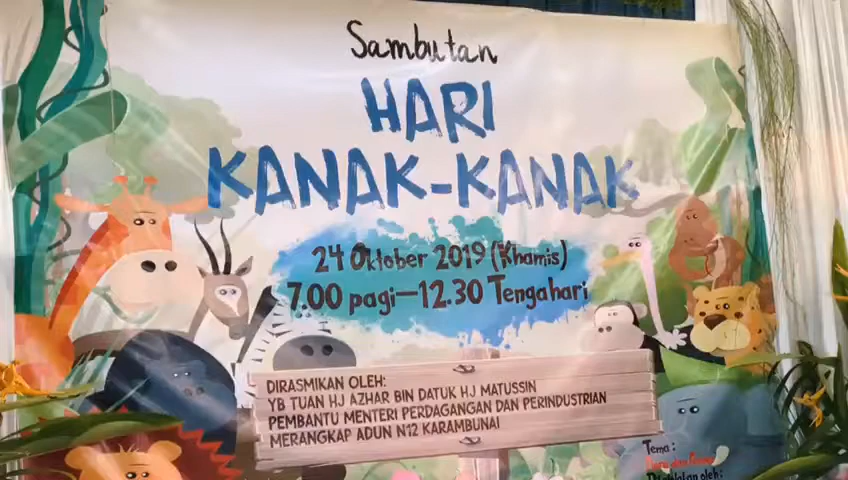 Sambutan
HARI
KANAK-KANAK
24 Oktober 2019 (Khamis)
7.00 pagi-12.30 Tengahari
DIRASMIKAN OLEH:
YB TUAN HJ AZHAR BIN DATUK HJ MATUSSIN
PEMBANTU MENTERI PERDAGANGAN DAN PERINDUSTRIAN
MERANGKAP ADUN N12 KARAMBUNAI
Tema :
oleh: